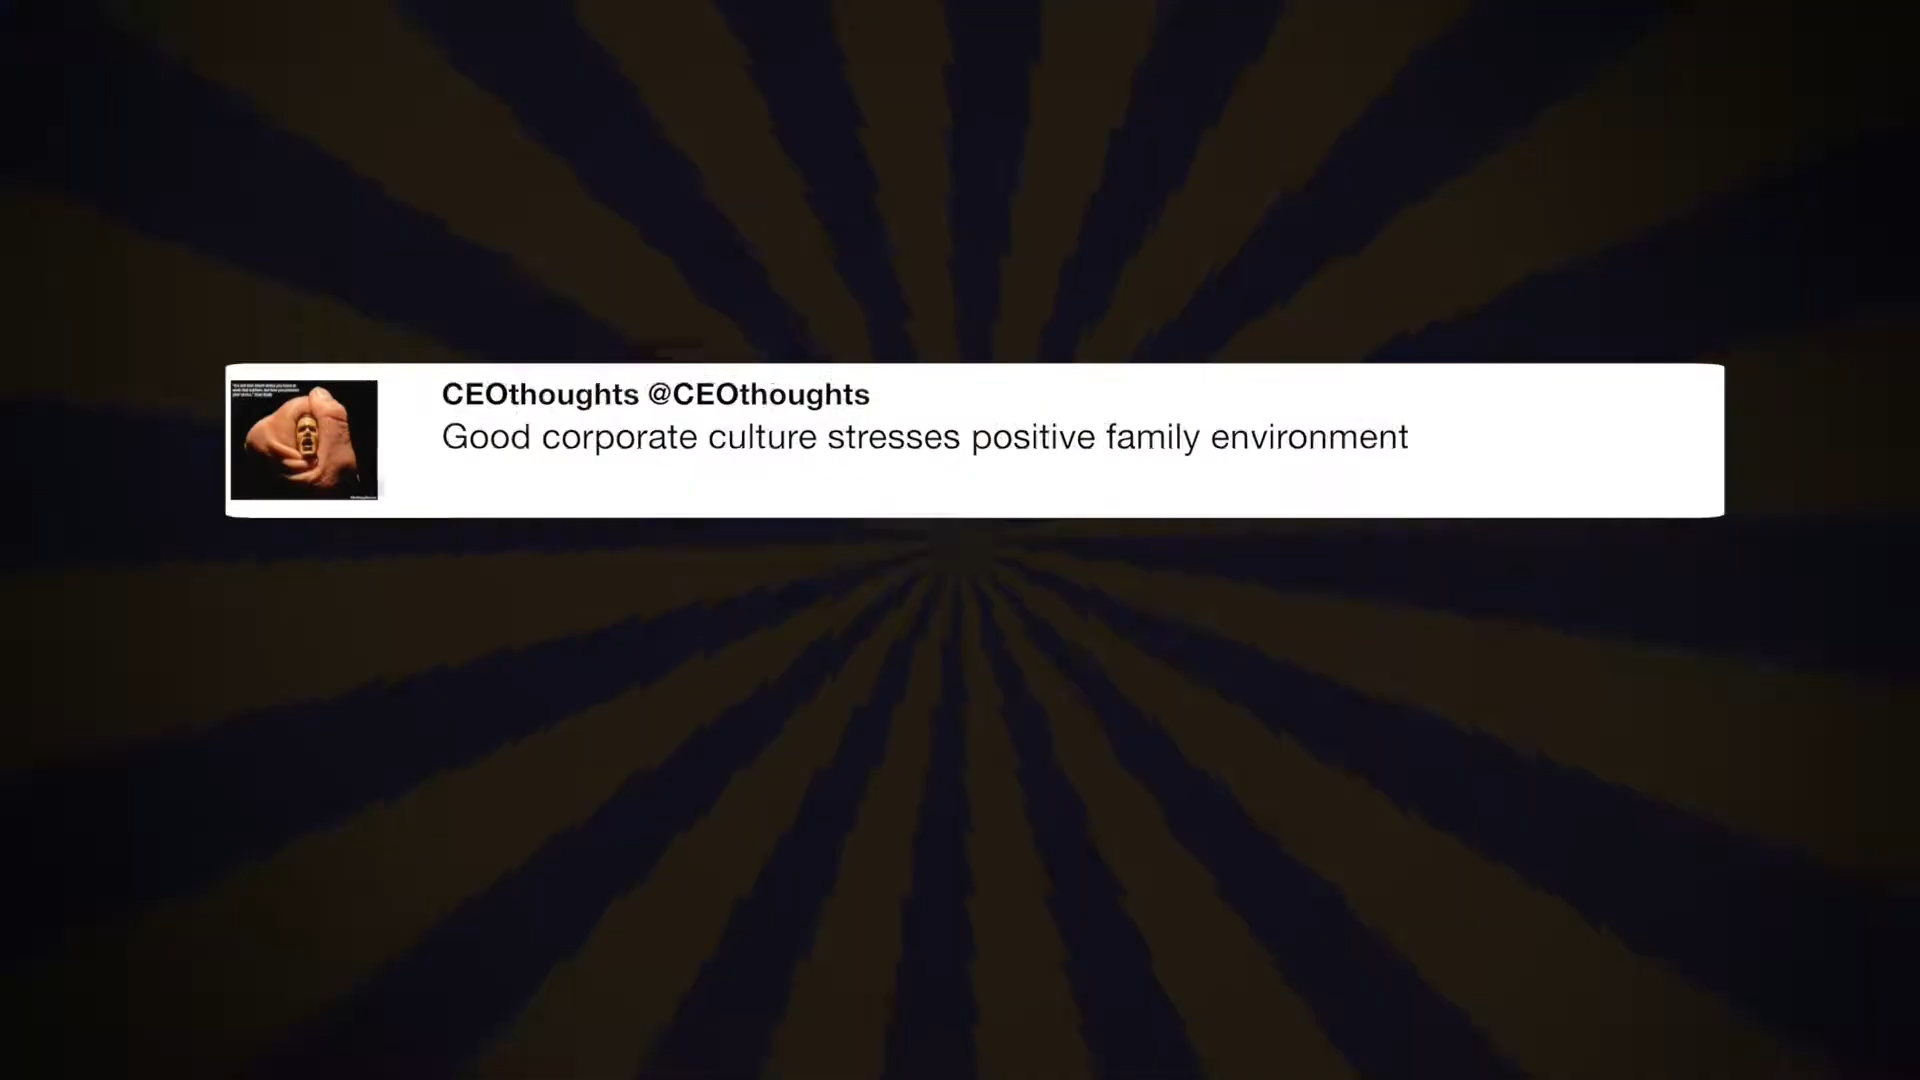 CEOthoughts @CEOthoughts
Good corporate culture stresses positive family environment